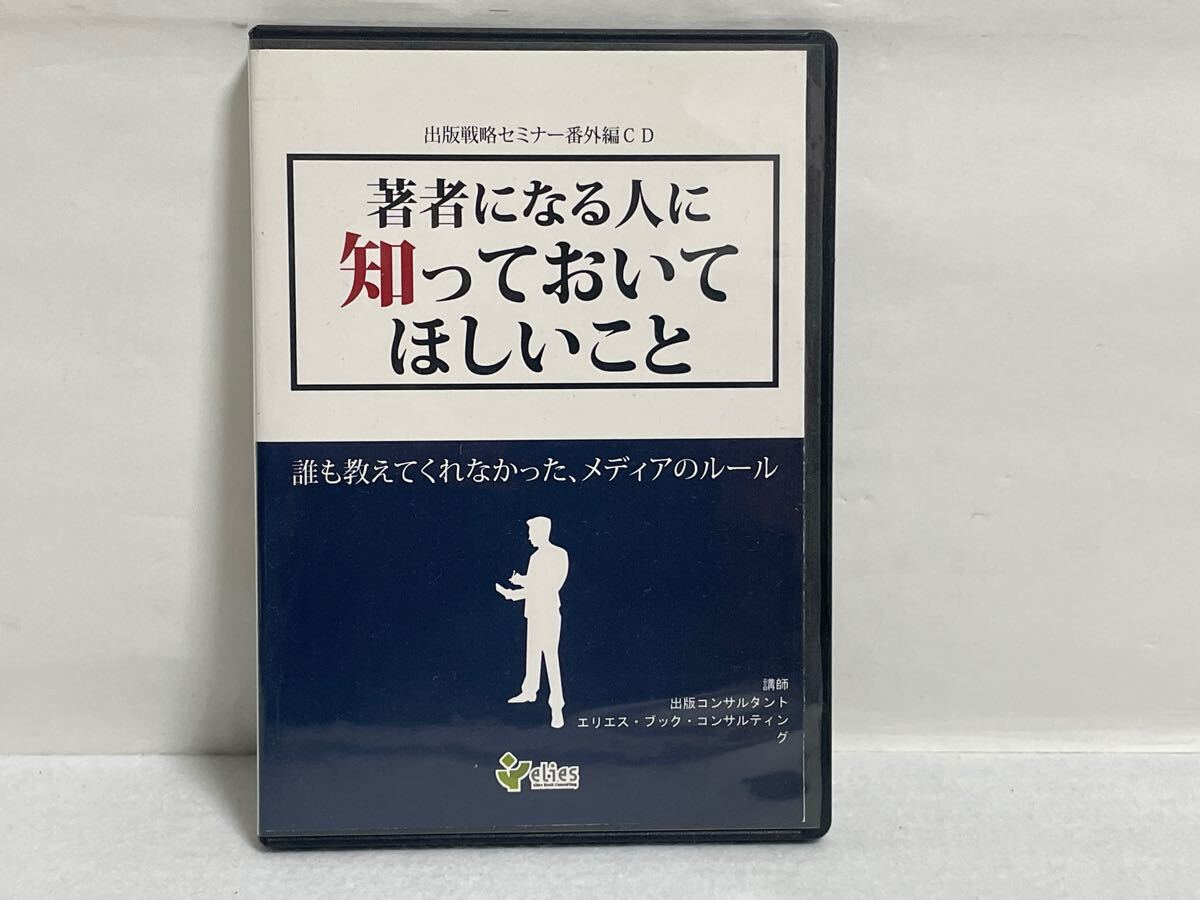 出版戦略セミナー番外編ＣＤ
著者になる人に
知っておいて
ほしいこと
誰も教えてくれなかった、メディアのルール
講師
出版コンサルタント
エリエス・ブック・コンサルティン
グ
elies
Elies Book Consulting